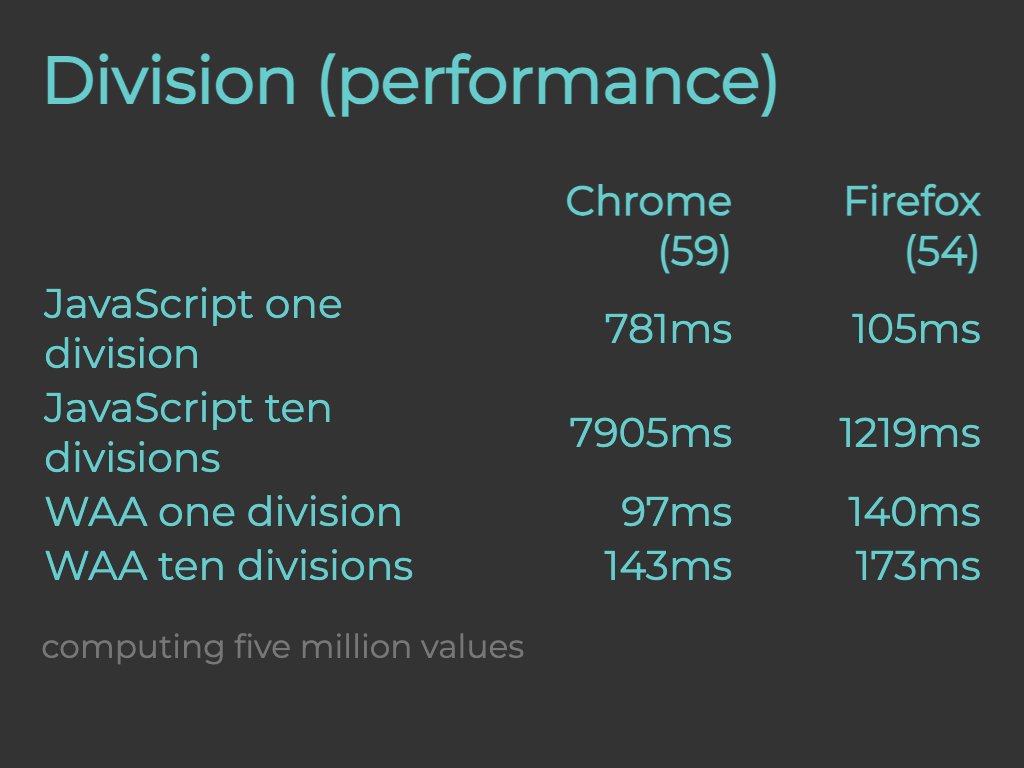 Division (performance)
Chrome (59) Firefox (54)
JavaScript one division 781ms 105ms
JavaScript ten divisions 7905ms 1219ms
WAA one division 97ms 140ms
WAA ten divisions 143ms 173ms
computing five million values